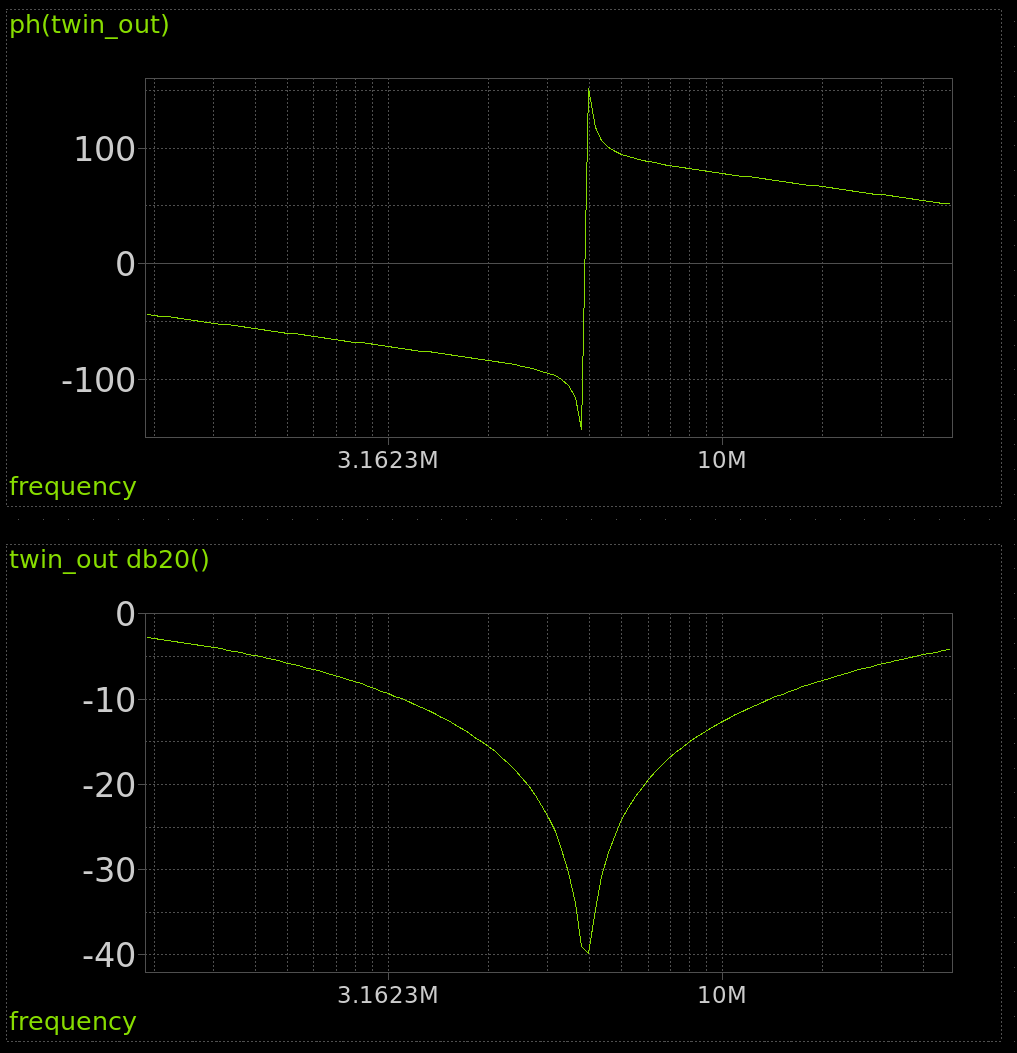 ph(twin_out)
100
0
-100
3.1623M 10M
frequency
twin_out db20()
0
-10
-20
-30
-40
3.1623M 10M
frequency